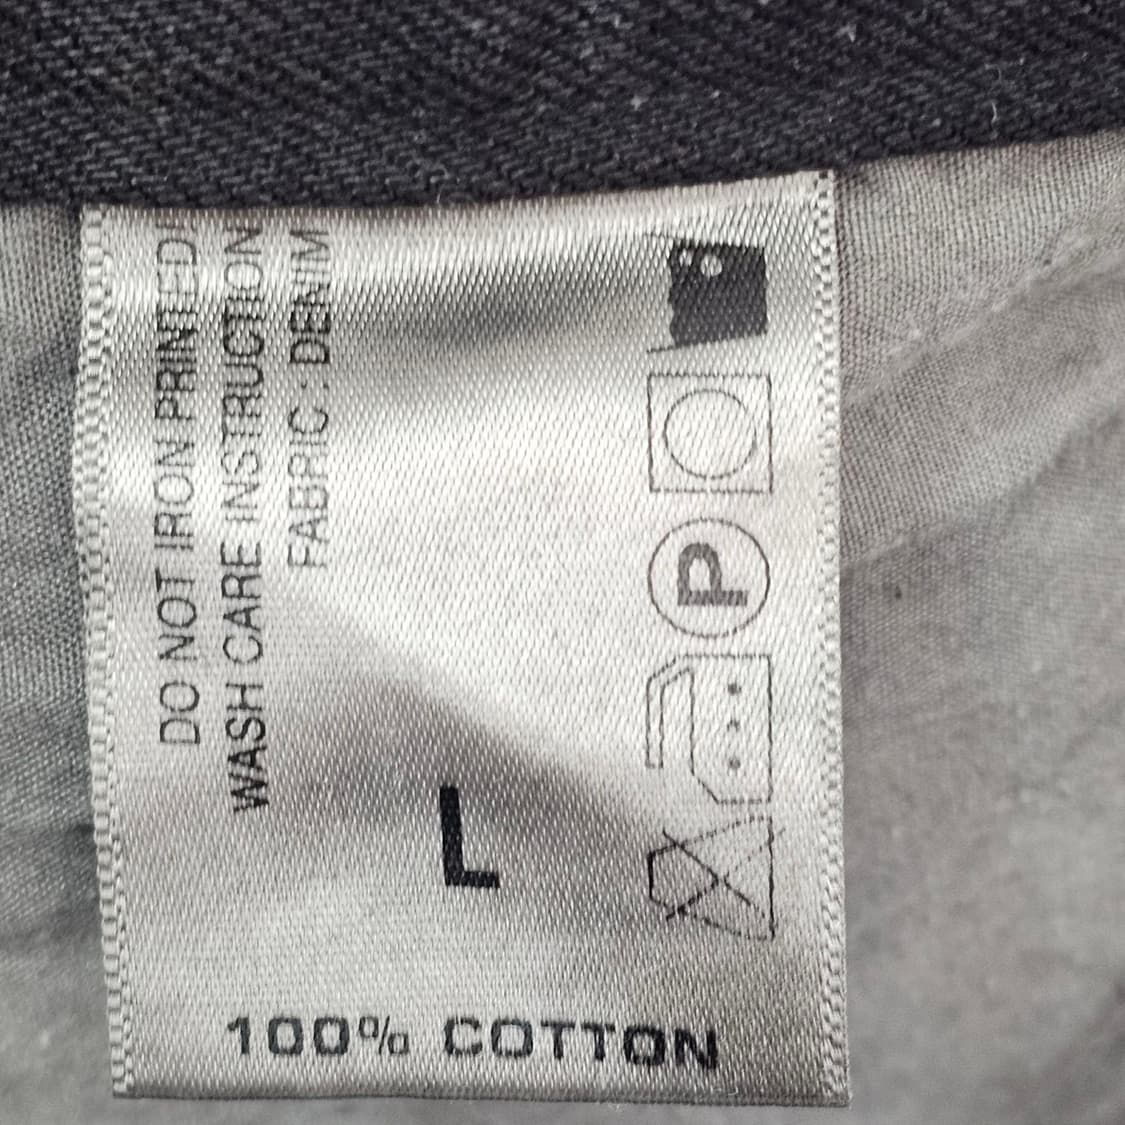 FABRIC : DENIM
WASH CARE INSTRUCTION
DO NOT IRON PRINTED!
P
L
100% COTTON